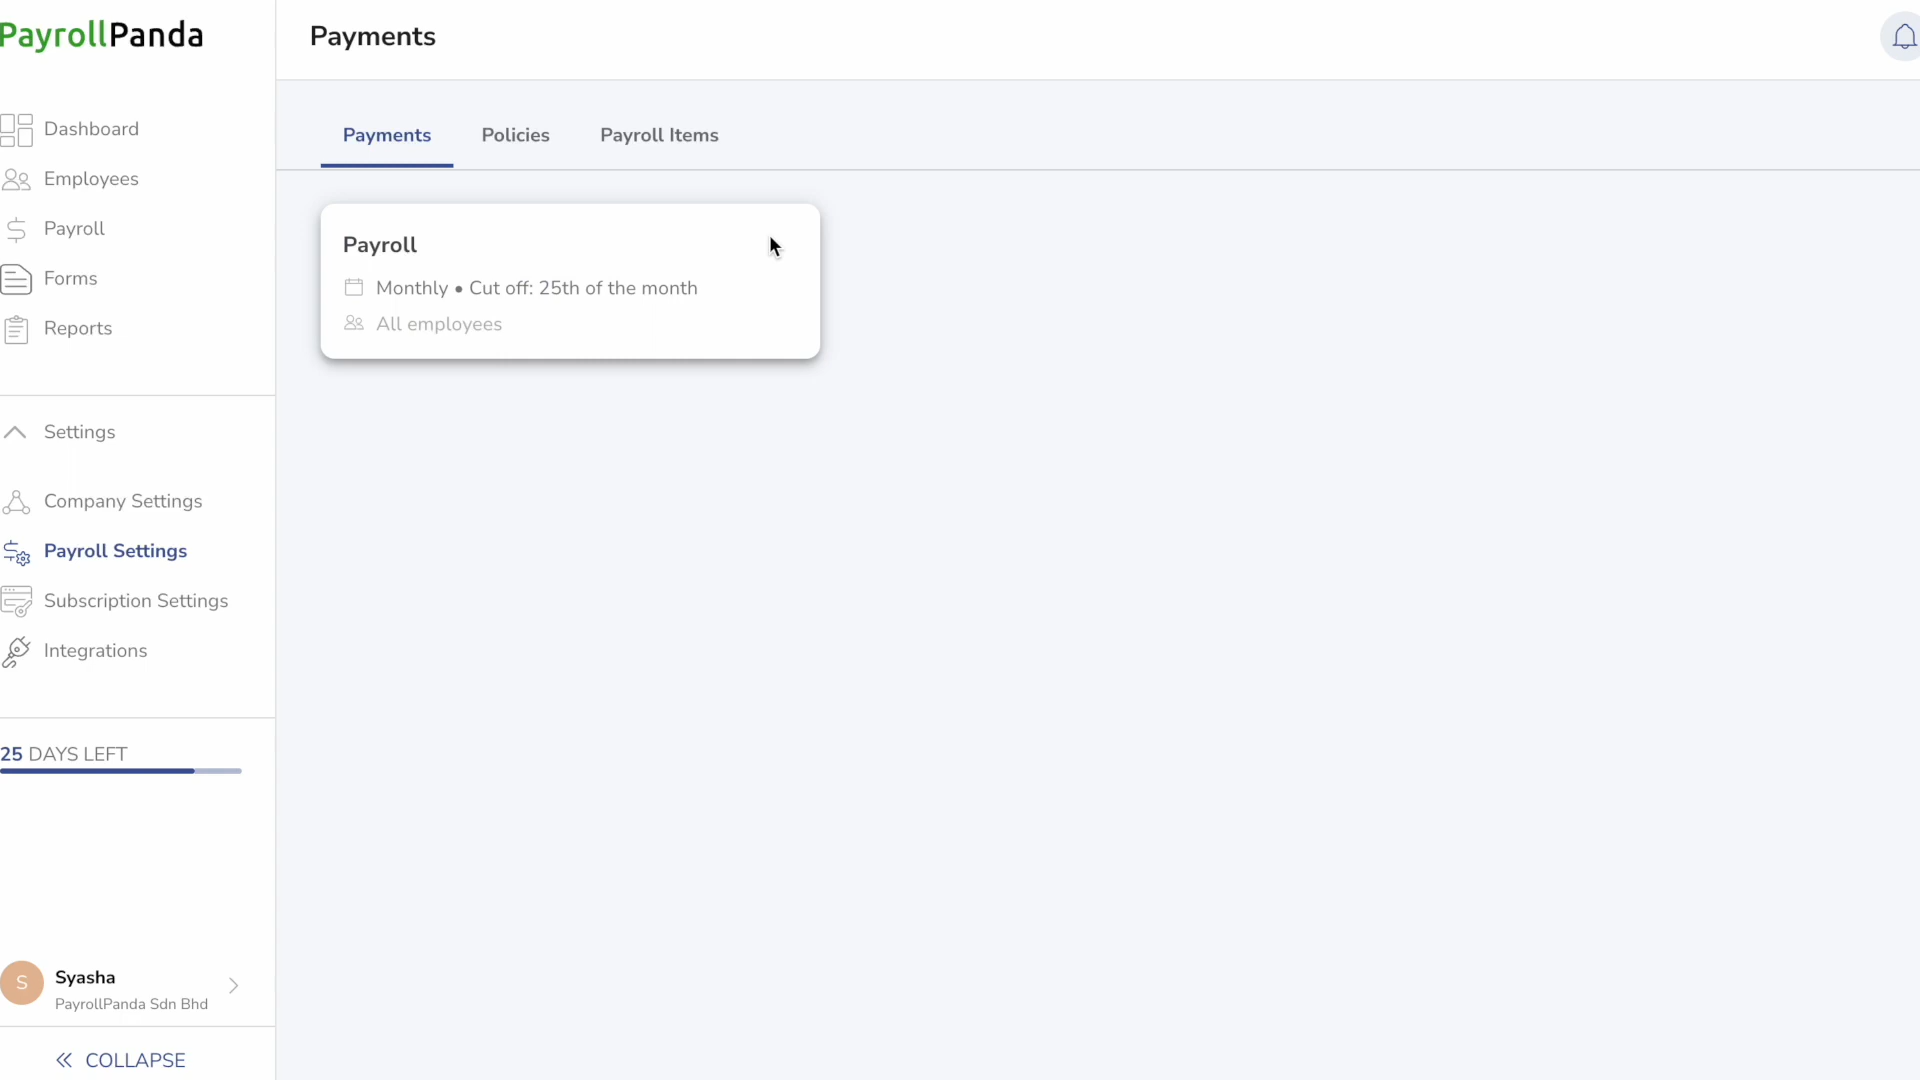 PayrollPanda
Payments
Dashboard
Employees
Payroll
Forms
Reports
Settings
Company Settings
Payroll Settings
Subscription Settings
Integrations
25 DAYS LEFT
S
Syasha
PayrollPanda Sdn Bhd
COLLAPSE
Payments Policies Payroll Items
Payroll
Monthly • Cut off: 25th of the month
All employees